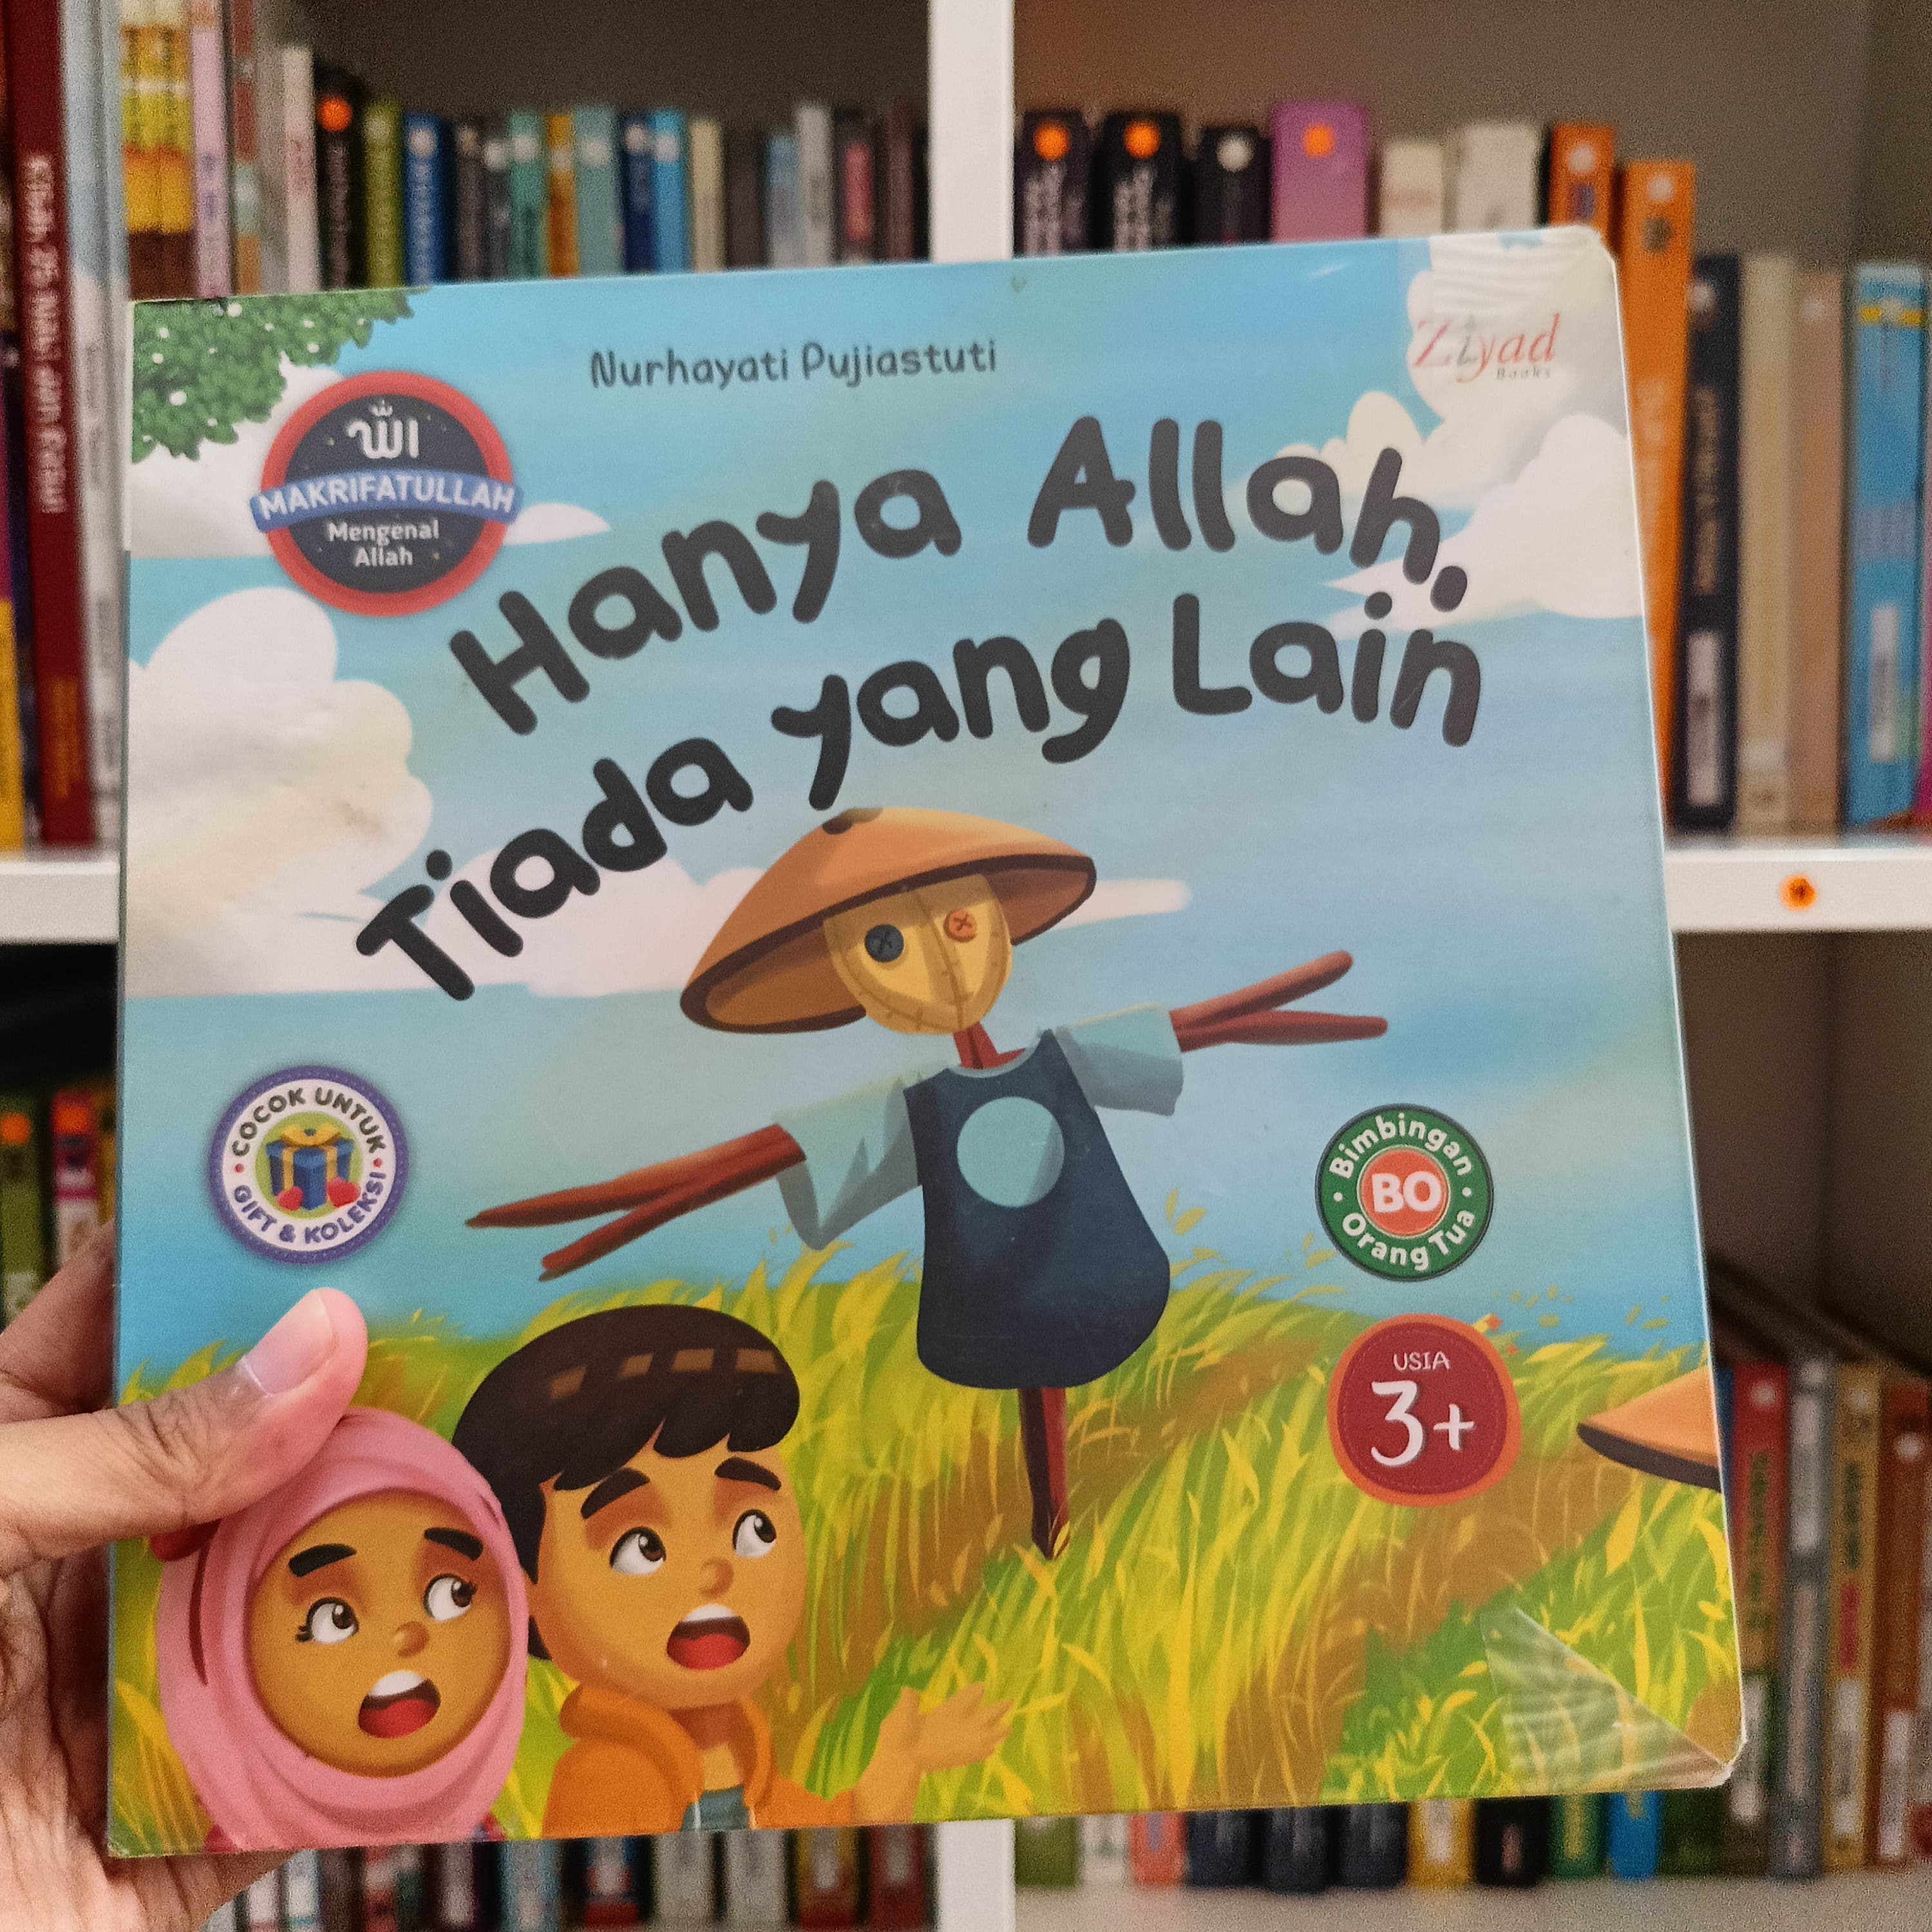 Nurhayati Pujiastuti
Ziyad
Books
الله
MAKRIFATULLAH
Mengenal
Allah
Hanya Allah,
Tiada yang Lain
COCOK UNTUK
GIFT & KOLEKSI
Bimbingan
BO
Orang Tua
USIA
3+